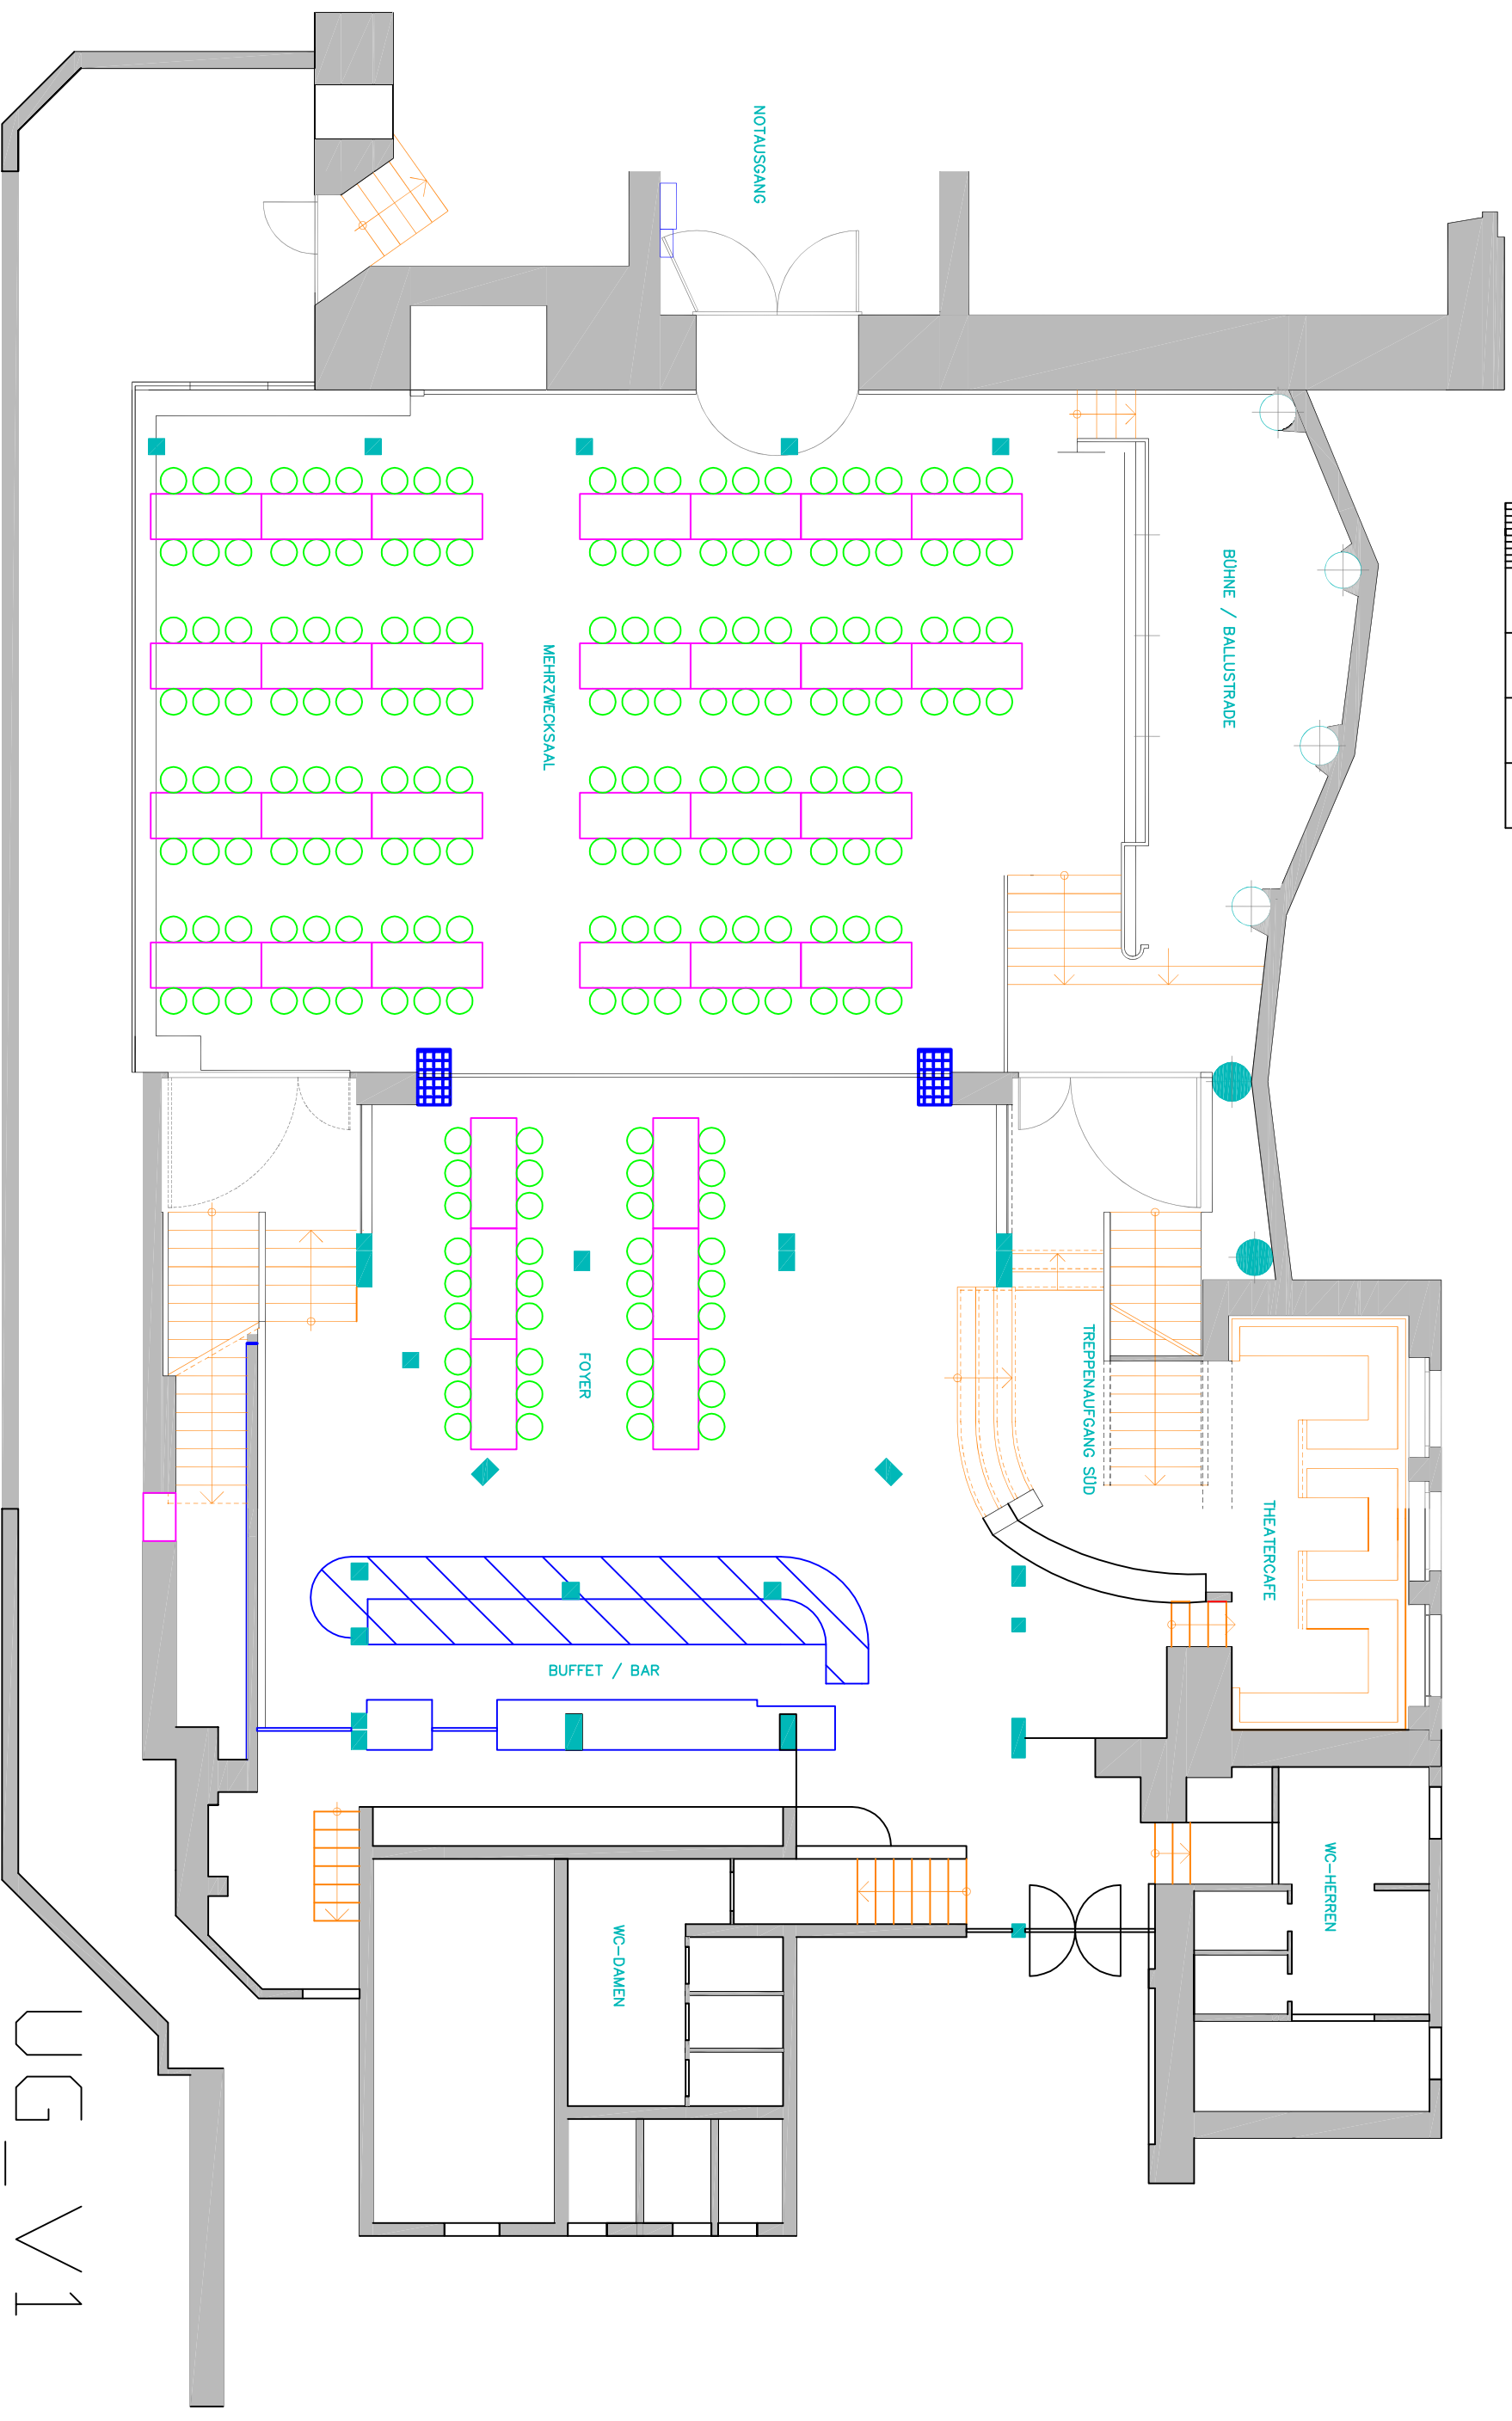 NOTAUSGANG
BÜHNE / BALLUSTRADE
MEHRZWECKSAAL
TREPPENAUFGANG SÜD
FOYER
THEATERCAFE
BUFFET / BAR
WC-HERREN
WC-DAMEN
UG_V1